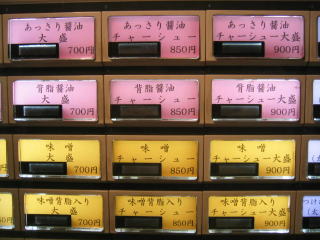 あっさり醤油
大盛
700円
あっさり醤油
チャーシュー
850円
あっさり醤油
チャーシュー大盛
900円
背脂醤油
大盛
700円
背脂醤油
チャーシュー
850円
背脂醤油
チャーシュー大盛
900円
味噌
大盛
700円
味噌
チャーシュー
850円
味噌
チャーシュー大盛
900円
味噌背脂入り
大盛
700円
味噌背脂入り
チャーシュー
850円
味噌背脂入り
チャーシュー大盛
900円
つけ